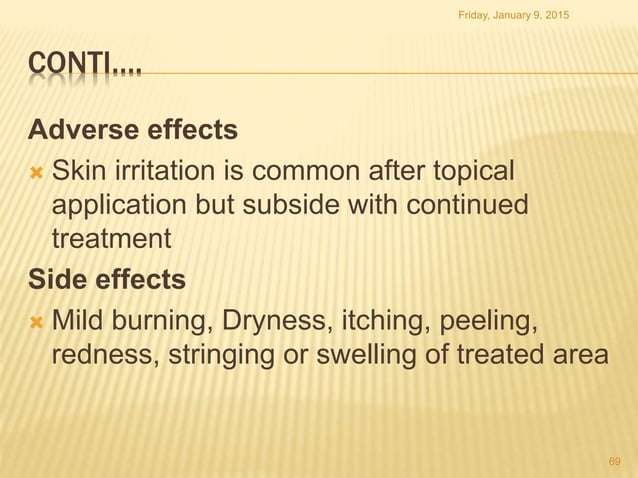 Friday, January 9, 2015
CONTI....
Adverse effects
Skin irritation is common after topical
application but subside with continued
treatment
Side effects
Mild burning, Dryness, itching, peeling,
redness, stringing or swelling of treated area
69